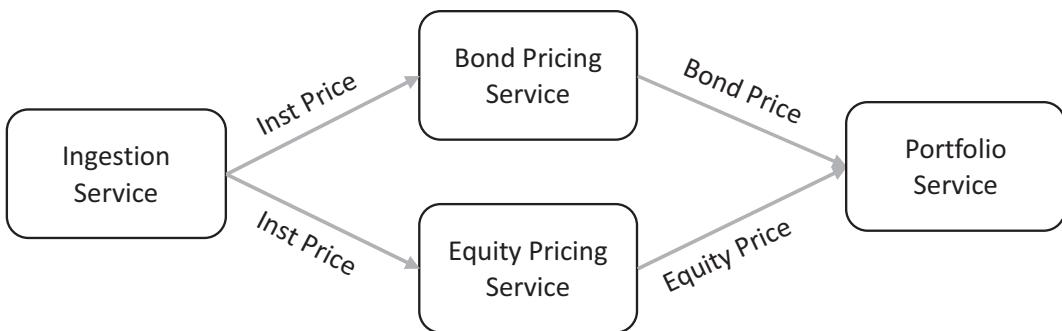 Ingestion
Service
Inst Price
Inst Price
Bond Pricing
Service
Equity Pricing
Service
Bond Price
Equity Price
Portfolio
Service